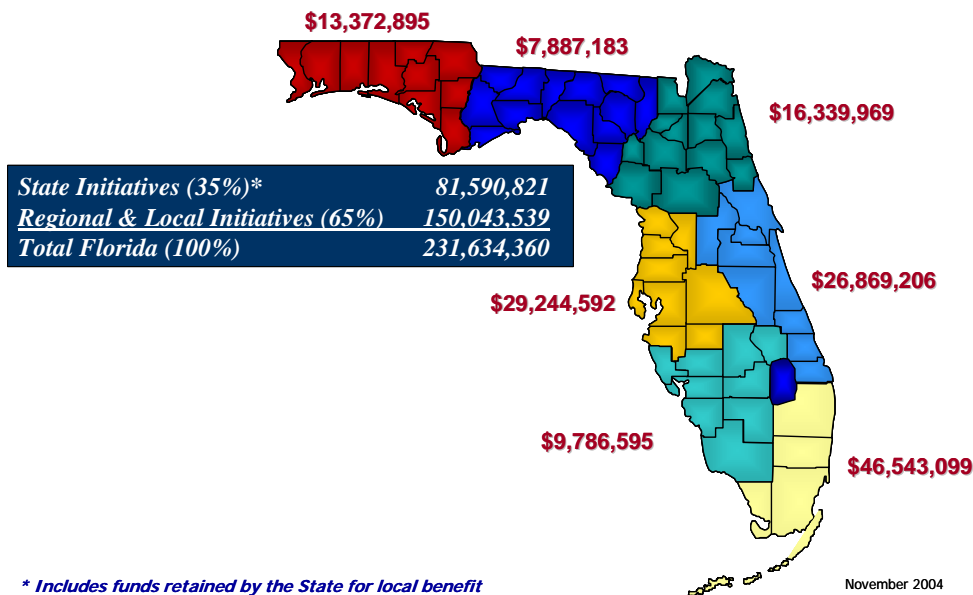 $13,372,895
$7,887,183
$16,339,969
State Initiatives (35%)* 81,590,821
Regional & Local Initiatives (65%) 150,043,539
Total Florida (100%) 231,634,360
$26,869,206
$29,244,592
$9,786,595
$46,543,099
* Includes funds retained by the State for local benefit
November 2004